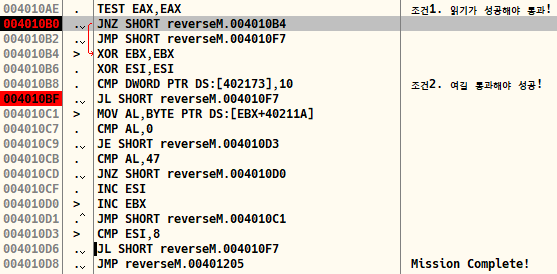 004010AE . TEST EAX,EAX 조건1. 읽기가 성공해야 통과!
004010B0 .⌄ JNZ SHORT reverseM.004010B4
004010B2 .⌄ JMP SHORT reverseM.004010F7
004010B4 > XOR EBX,EBX
004010B6 . XOR ESI,ESI
004010B8 . CMP DWORD PTR DS:[402173],10 조건2. 여길 통과해야 성공!
004010BF .⌄ JL SHORT reverseM.004010F7
004010C1 > MOV AL,BYTE PTR DS:[EBX+40211A]
004010C7 . CMP AL,0
004010C9 .⌄ JE SHORT reverseM.004010D3
004010CB . CMP AL,47
004010CD .⌄ JNZ SHORT reverseM.004010D0
004010CF . INC ESI
004010D0 > INC EBX
004010D1 .^ JMP SHORT reverseM.004010C1
004010D3 > CMP ESI,8
004010D6 .⌄ JL SHORT reverseM.004010F7
004010D8 .⌄ JMP reverseM.00401205 Mission Complete!